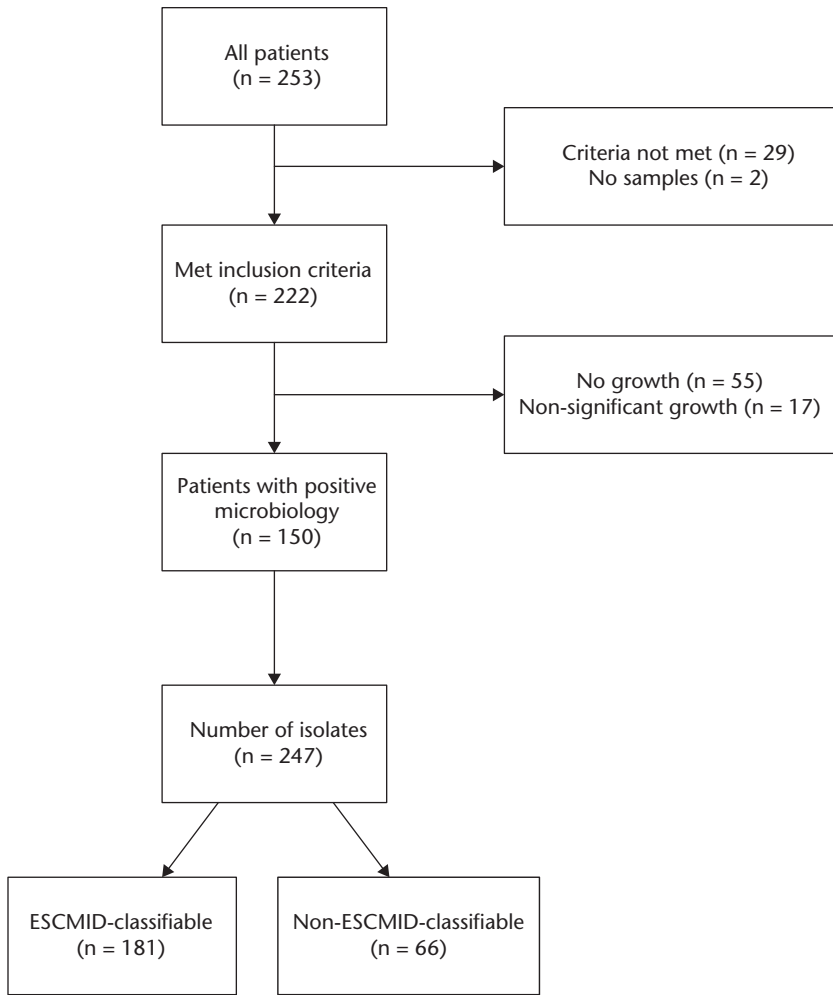 All patients
(n = 253)
Criteria not met (n = 29)
No samples (n = 2)
Met inclusion criteria
(n = 222)
No growth (n = 55)
Non-significant growth (n = 17)
Patients with positive
microbiology
(n = 150)
Number of isolates
(n = 247)
ESCMID-classifiable
(n = 181)
Non-ESCMID-classifiable
(n = 66)